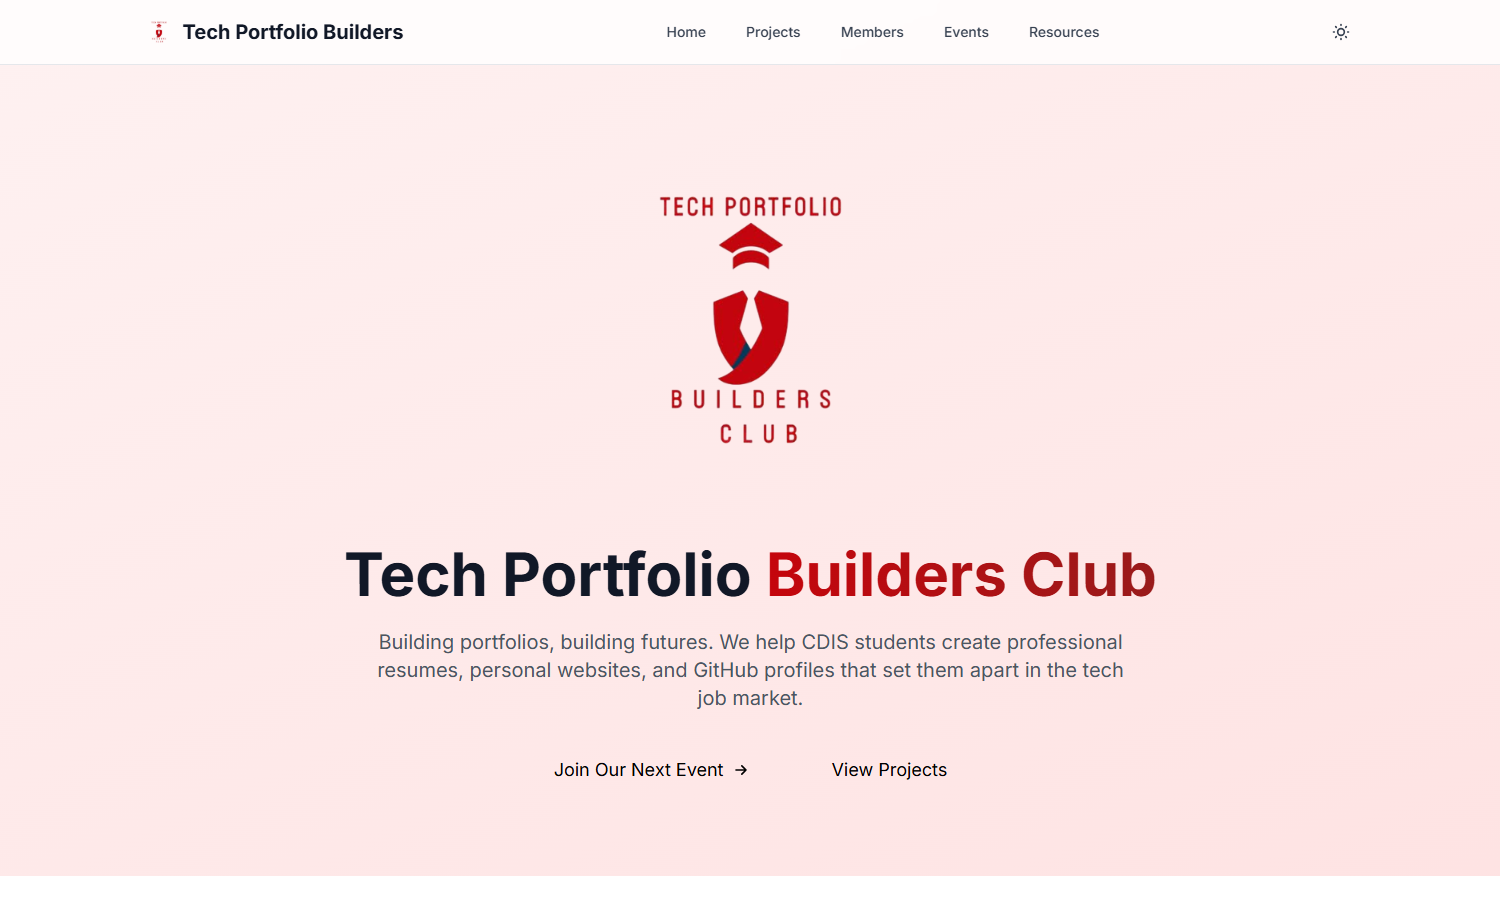 Tech Portfolio Builders
Home
Projects
Members
Events
Resources
TECH PORTFOLIO
BUILDERS
CLUB
Tech Portfolio Builders Club
Building portfolios, building futures. We help CDIS students create professional
resumes, personal websites, and GitHub profiles that set them apart in the tech
job market.
Join Our Next Event →
View Projects